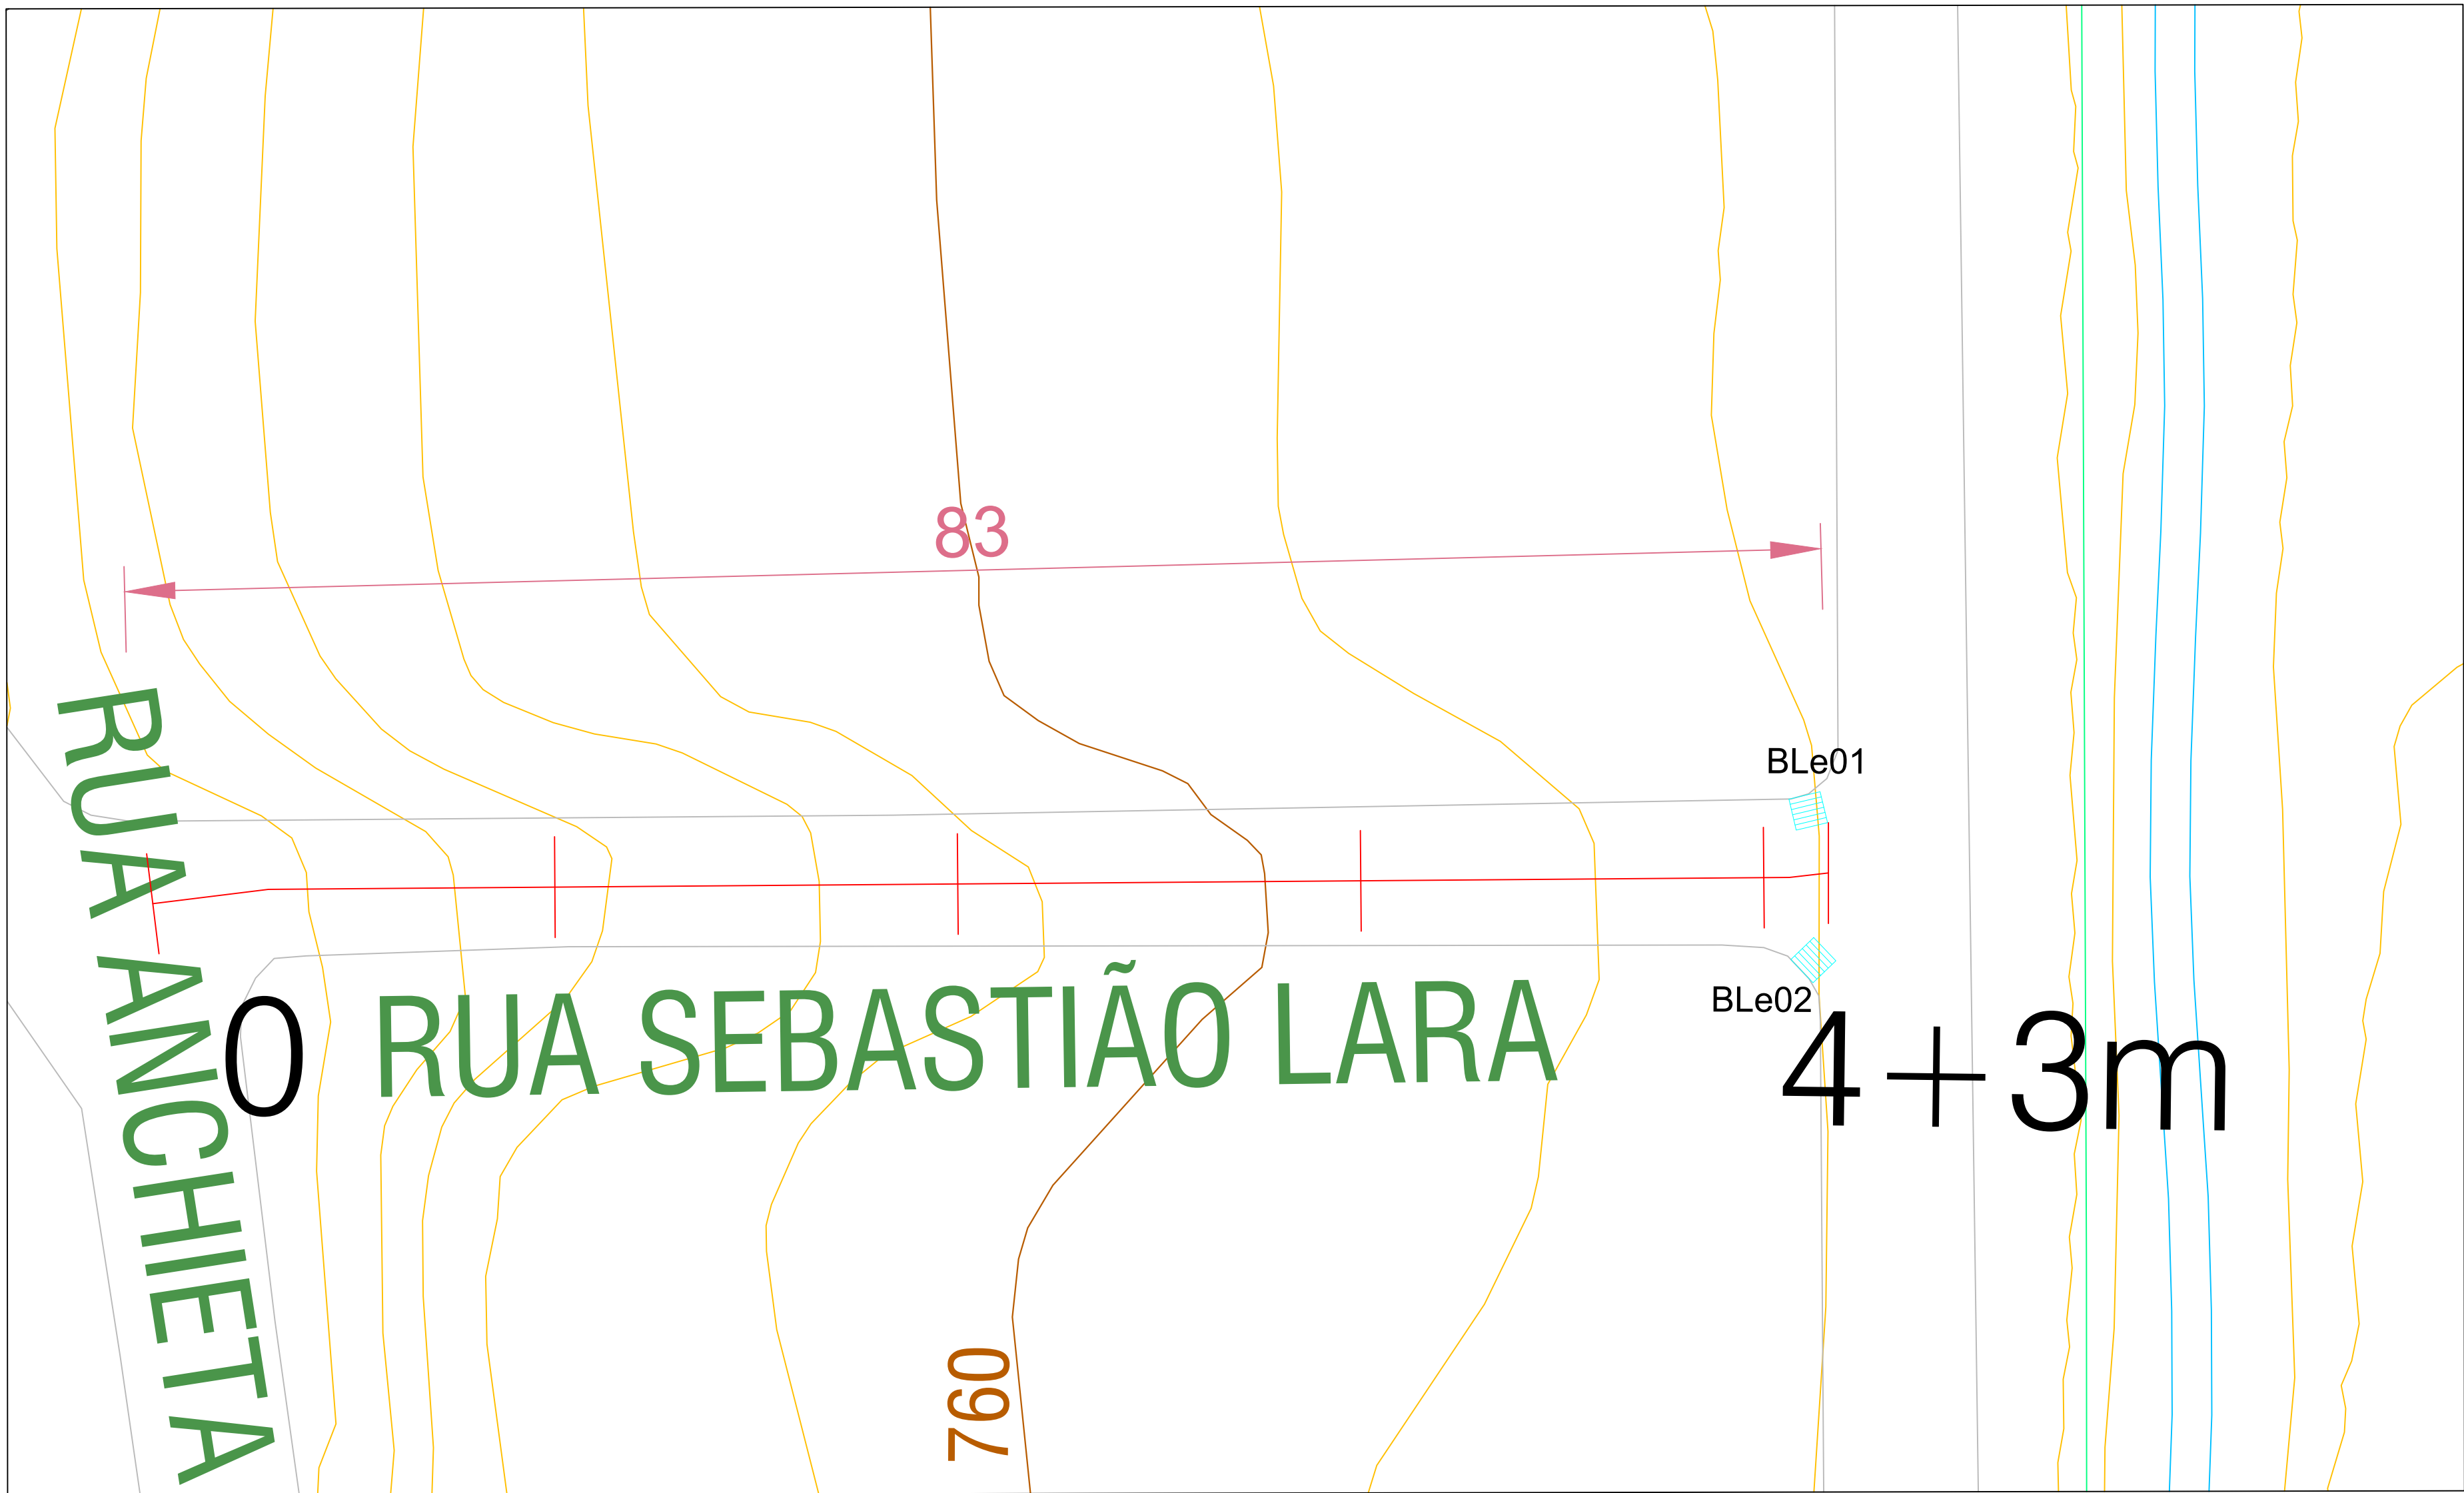 83
RUA ANCHIETA
BLe01
0
RUA SEBASTIÃO LARA
BLe02
4+3m
760